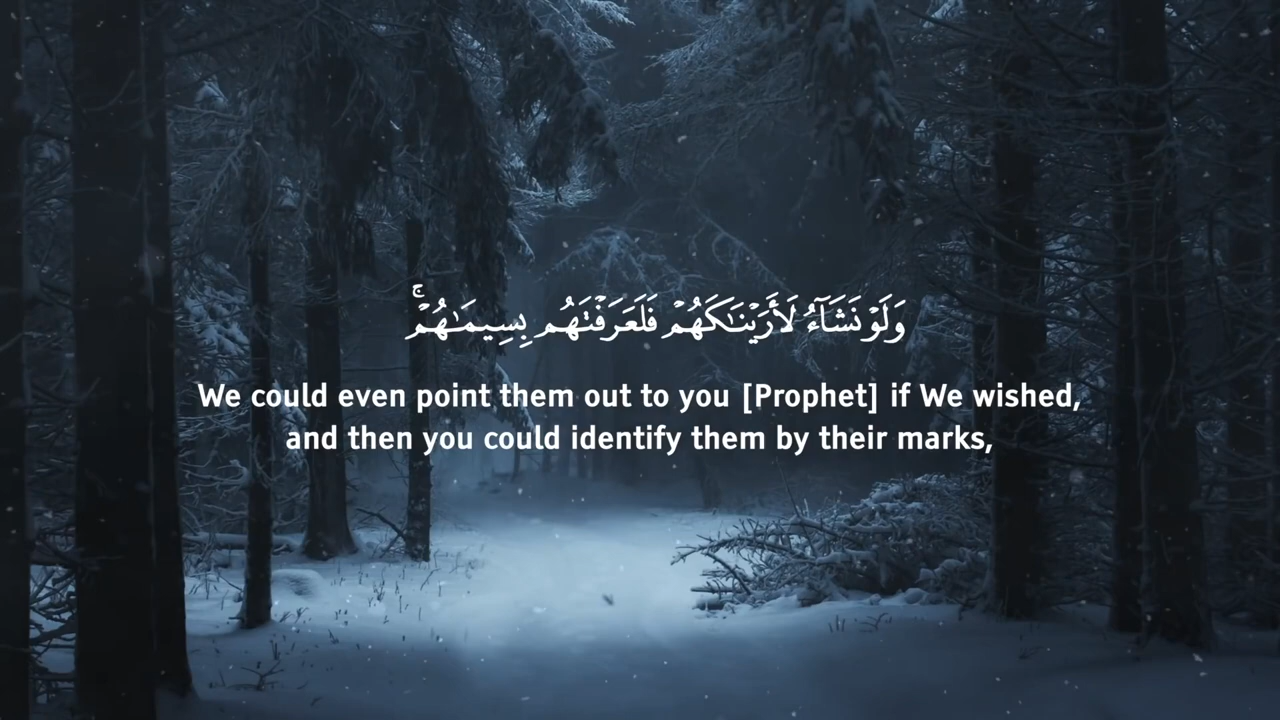 وَلَوْ نَشَآءُ لَأَرَيْنَـٰكَهُمْ فَلَعَرَفْتَهُم بِسِيمَـٰهُمْ ۚ
We could even point them out to you [Prophet] if We wished,
and then you could identify them by their marks,